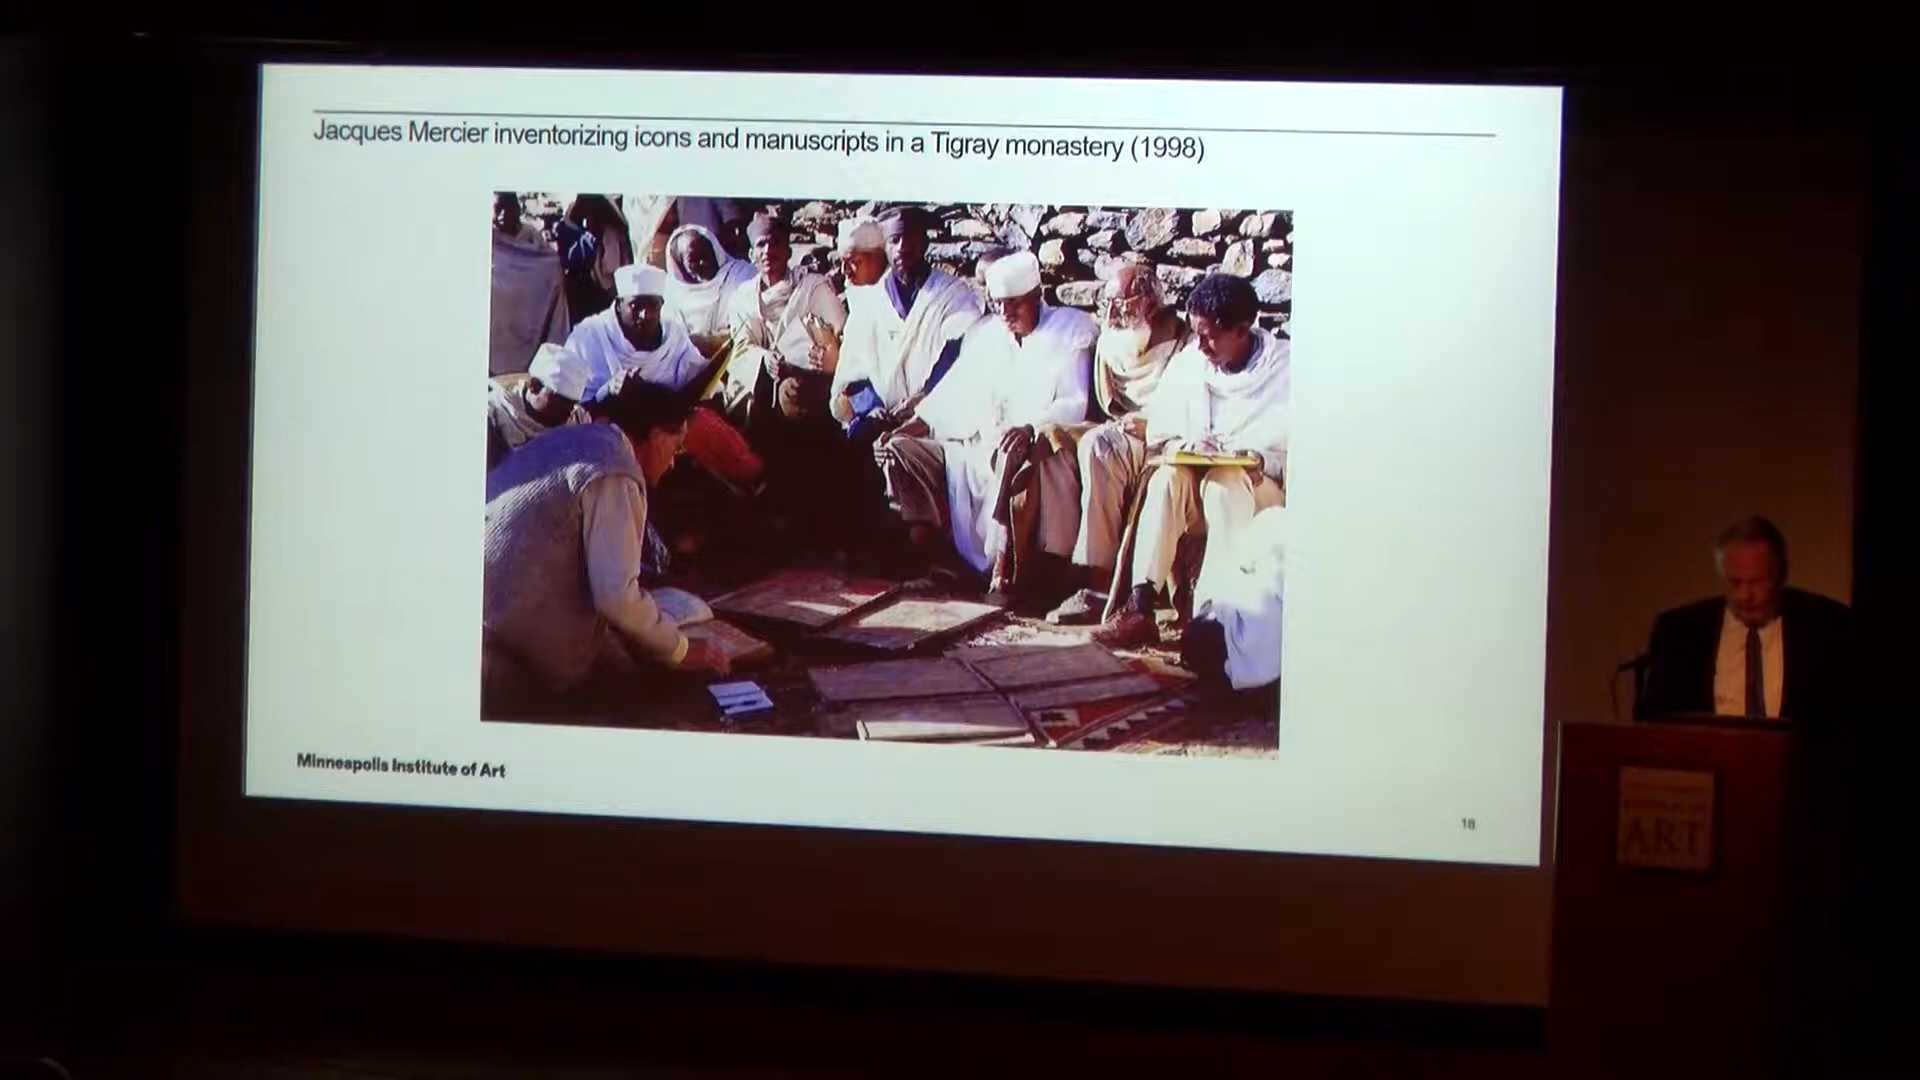 Jacques Mercier inventorizing icons and manuscripts in a Tigray monastery (1998)
Minneapolis Institute of Art
18
ART